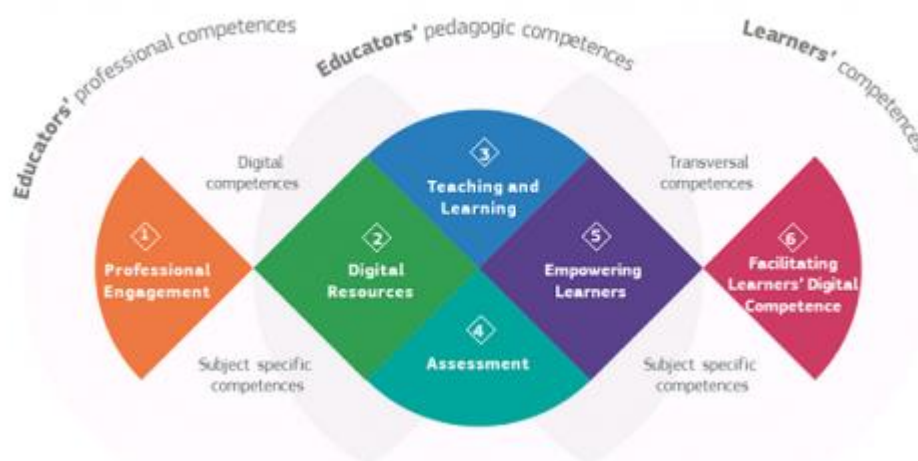 Educators' professional competences
Educators' pedagogic competences
Learners' competences
Digital
competences
Transversal
competences
1
Professional
Engagement
2
Digital
Resources
3
Teaching and
Learning
4
Assessment
5
Empowering
Learners
6
Facilitating
Learners' Digital
Competence
Subject specific
competences
Subject specific
competences